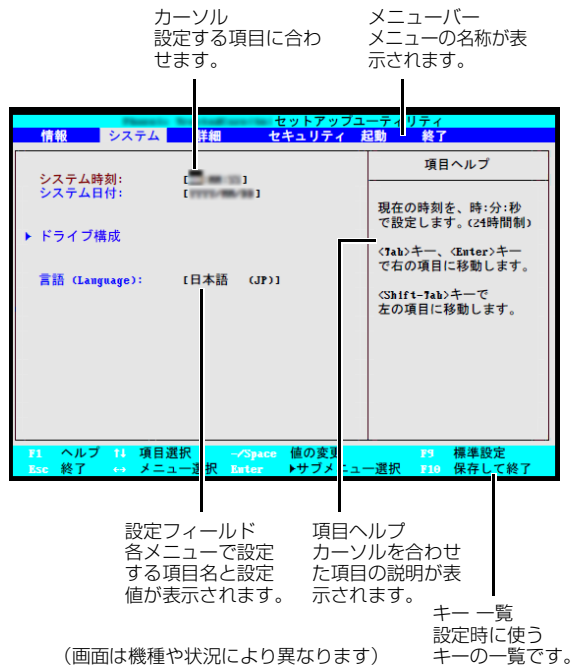 カーソル
設定する項目に合わ
せます。
メニューバー
メニューの名称が表
示されます。
セットアップユーティリティ
情報 システム 詳細 セキュリティ 起動 終了
システム時刻:
システム日付:
▶ ドライブ構成
言語 (Language): [日本語 (JP)]
項目ヘルプ
現在の時刻を、時:分:秒
で設定します。(24時間制)
<Tab>キー、<Enter>キー
で右の項目に移動します。
<Shift-Tab>キーで
左の項目に移動します。
F1 ヘルプ ↑↓ 項目選択 -/Space 値の変更 F9 標準設定
Esc 終了 ↔ メニュー選択 Enter ▶サブメニュー選択 F10 保存して終了
設定フィールド
各メニューで設定
する項目名と設定
値が表示されます。
項目ヘルプ
カーソルを合わせ
た項目の説明が表
示されます。
キー 一覧
設定時に使う
キーの一覧です。
(画面は機種や状況により異なります)